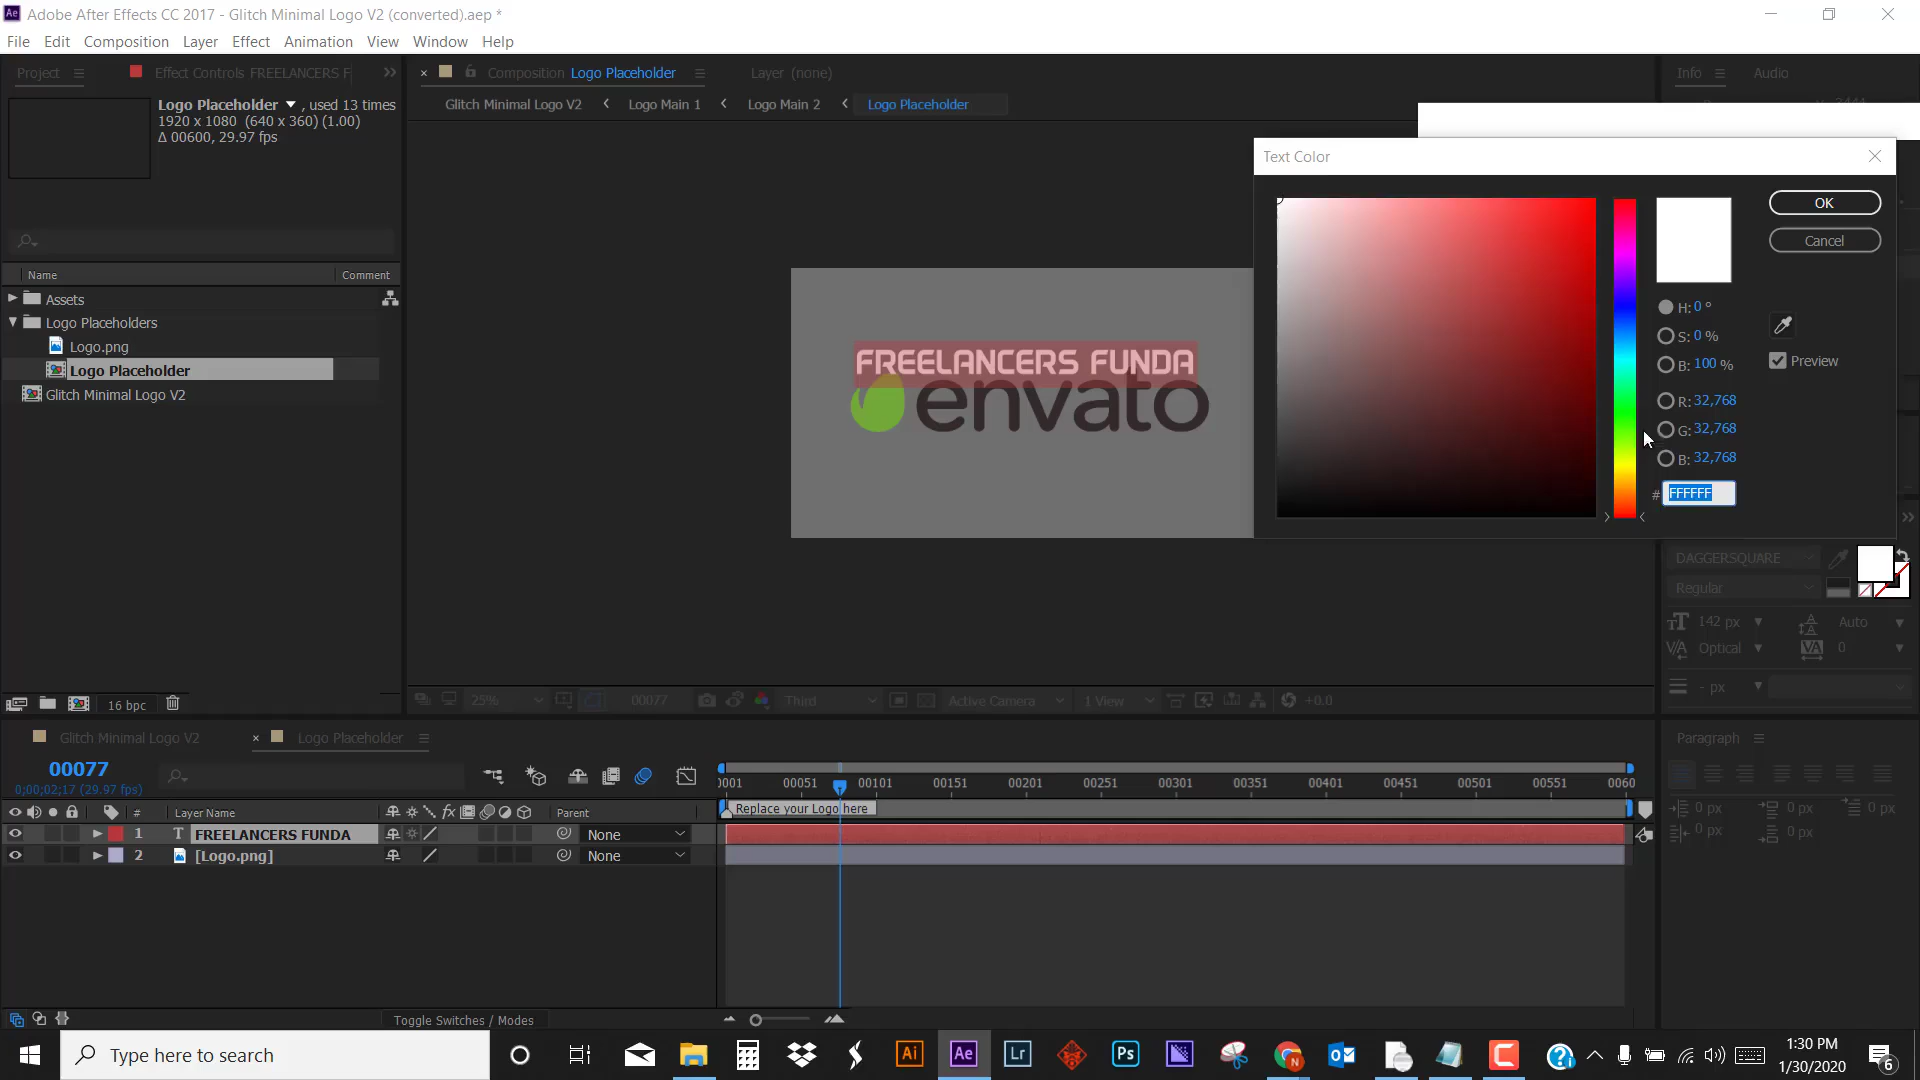 Adobe After Effects CC 2017 - Glitch Minimal Logo V2 (converted).aep *
File Edit Composition Layer Effect Animation View Window Help
Project Effect Controls FREELANCERS F
Composition Logo Placeholder Layer (none)
Info Audio
Logo Placeholder , used 13 times
1920 x 1080 (640 x 360) (1.00)
Δ 00600, 29.97 fps
Glitch Minimal Logo V2 Logo Main 1 Logo Main 2 Logo Placeholder
Text Color
OK
Cancel
H: 0 °
S: 0 %
B: 100 %
Preview
R: 32,768
G: 32,768
B: 32,768
# FFFFFF
Name Comment
Assets
Logo Placeholders
Logo.png
Logo Placeholder
Glitch Minimal Logo V2
FREELANCERS FUNDA
envato
DAGGERSQUARE
Regular
142 px Auto
Optical 0
- px
16 bpc
25% 00077 Third Active Camera 1 View +0.0
Glitch Minimal Logo V2 Logo Placeholder
Paragraph
00077
0;00;02;17 (29.97 fps)
0001 00051 00101 00151 00201 00251 00301 00351 00401 00451 00501 00551 0060
Replace your Logo here
# Layer Name Parent
1 T FREELANCERS FUNDA None
2 [Logo.png] None
0 px 0 px 0 px
0 px 0 px
Toggle Switches / Modes
Type here to search
Ai Ae Lr Ps
1:30 PM
1/30/2020
6